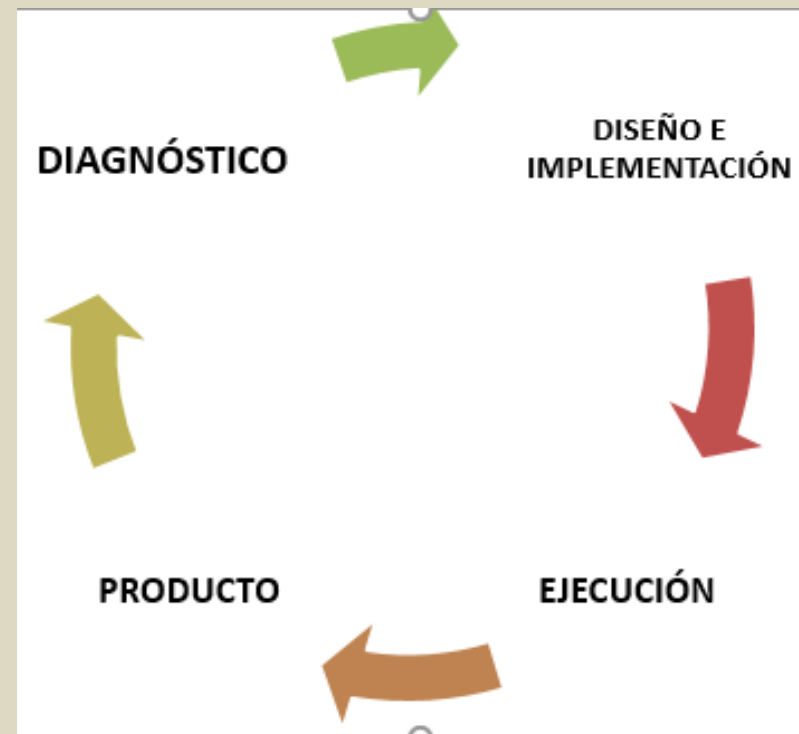 DIAGNÓSTICO
DISEÑO E
IMPLEMENTACIÓN
PRODUCTO
EJECUCIÓN